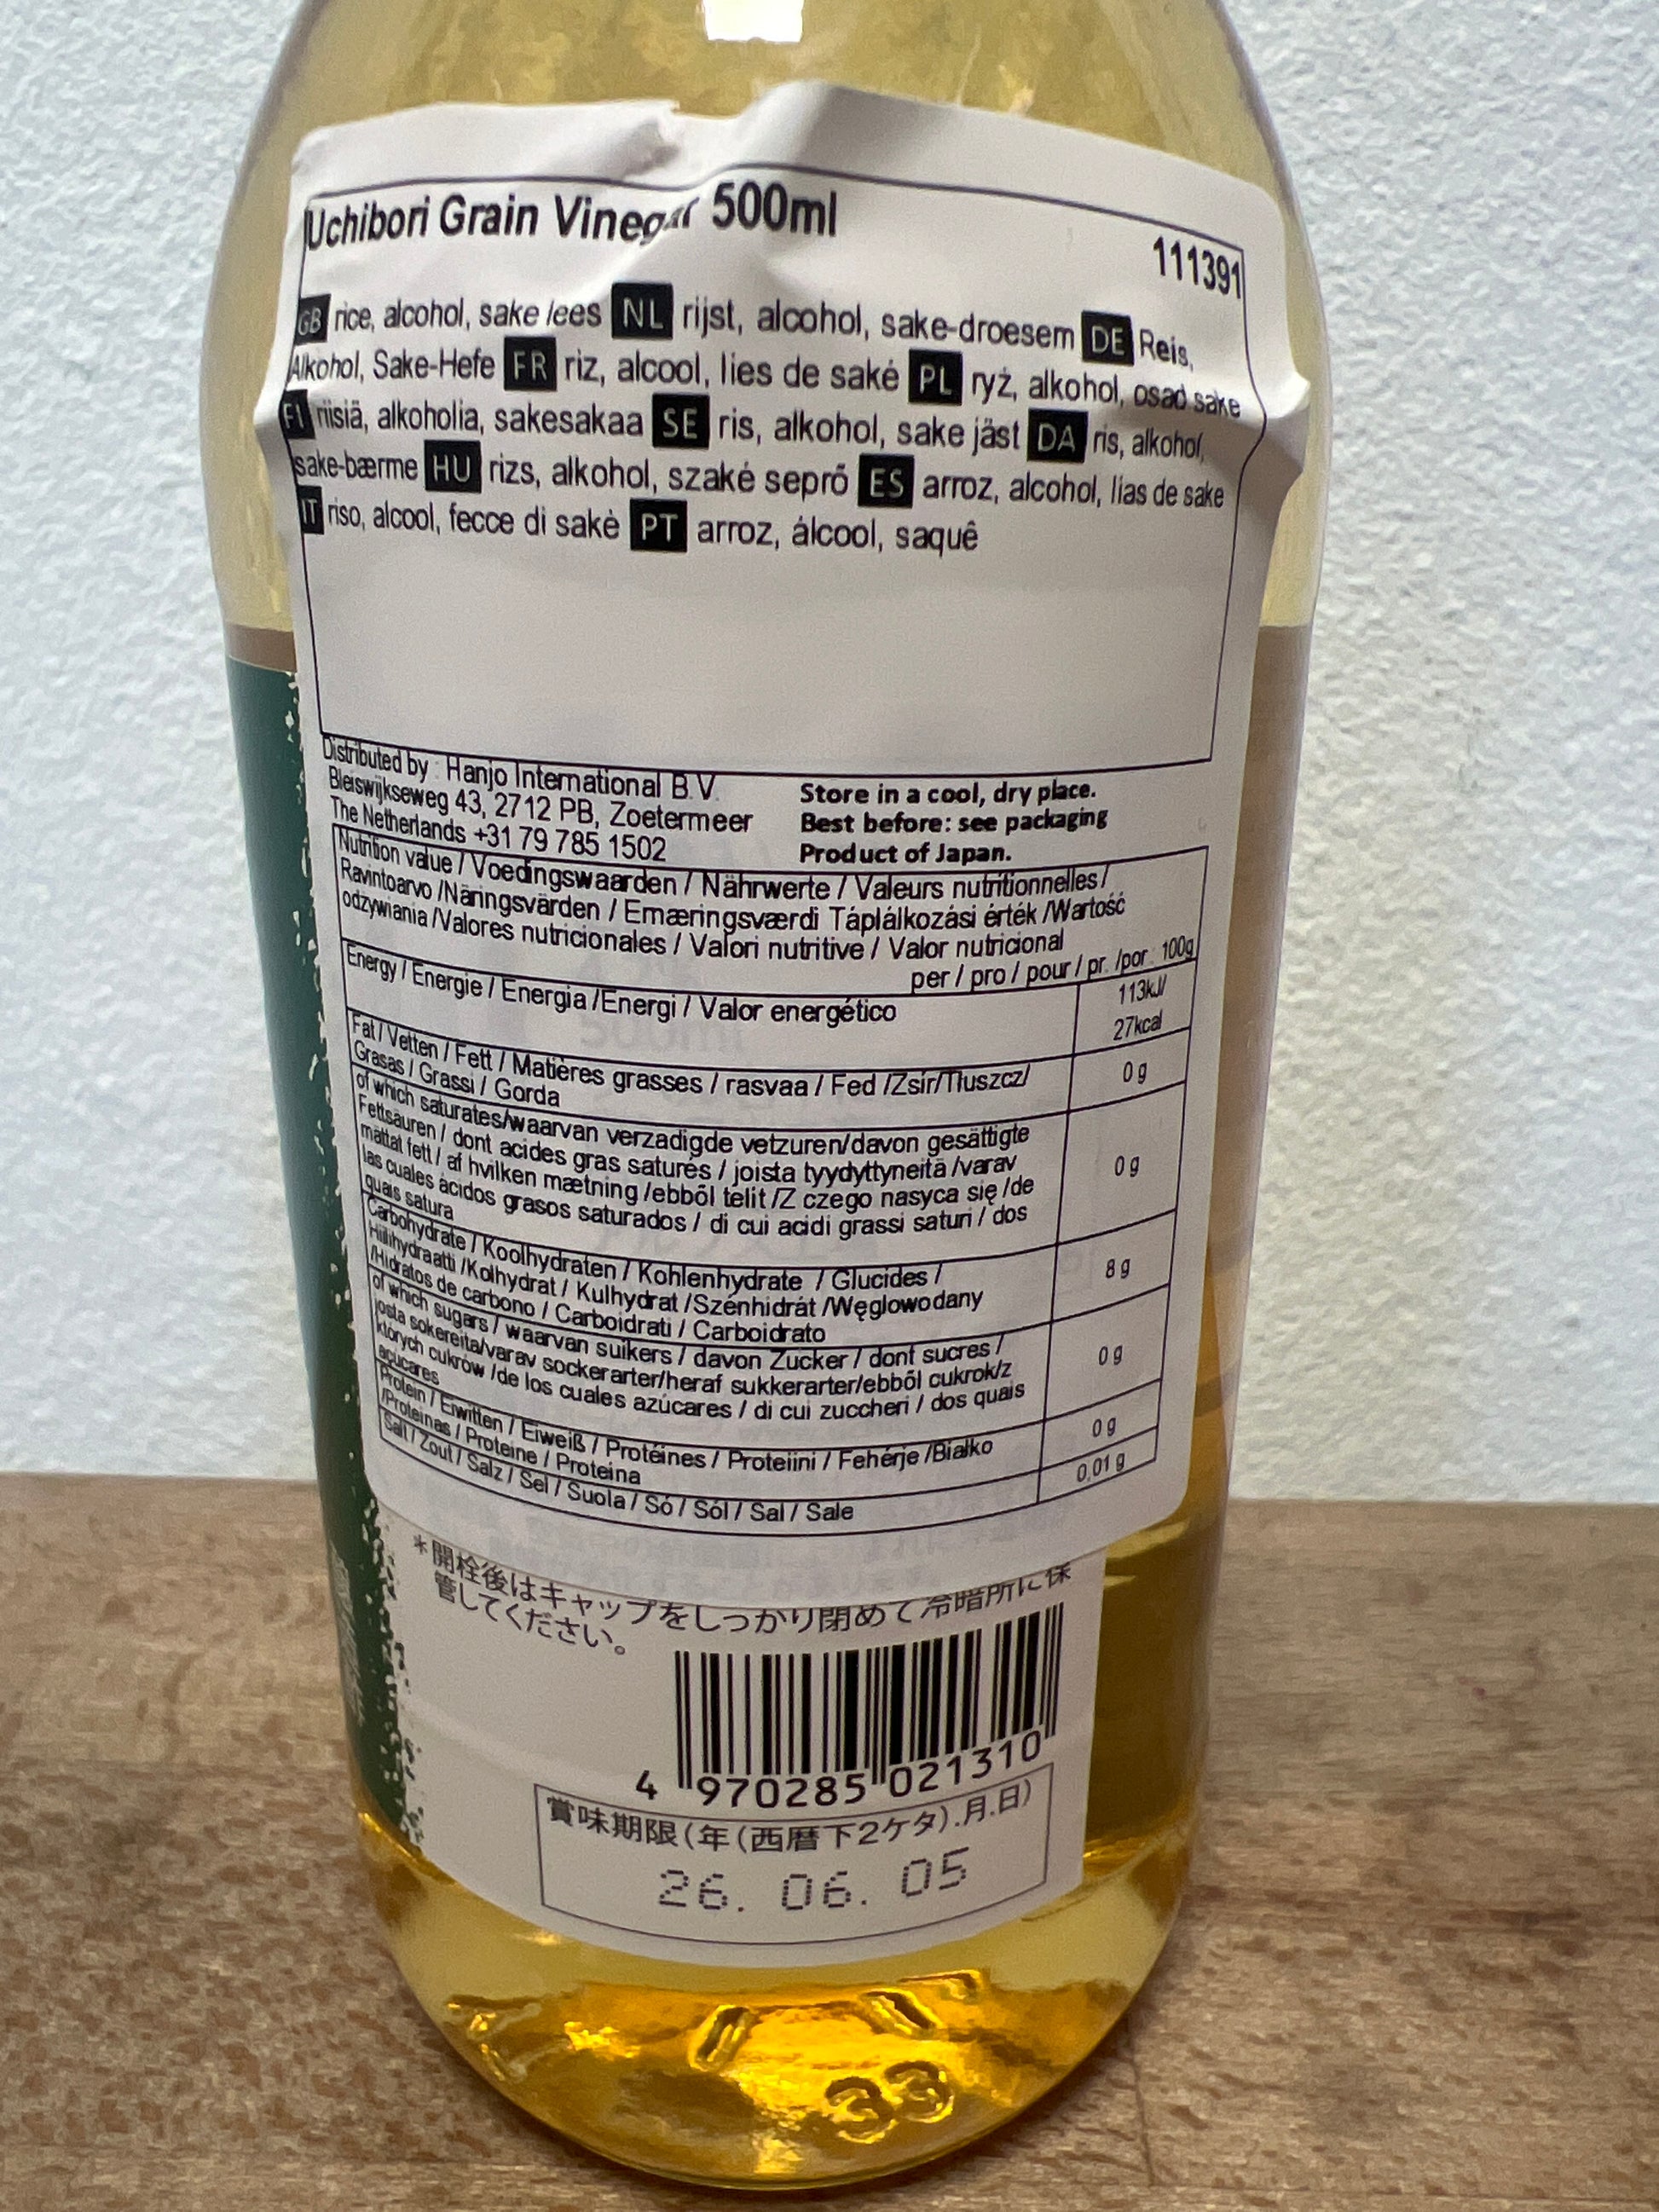 Uchibori Grain Vinegar 500ml
111391
GB rice, alcohol, sake lees NL rijst, alcohol, sake-droesem DE Reis,
Alkohol, Sake-Hefe FR riz, alcool, lies de saké PL ryż, alkohol, osad sake
FI riisiä, alkoholia, sakesakaa SE ris, alkohol, sake jäst DA ris, alkohol,
sake-bærme HU rizs, alkohol, szaké seprő ES arroz, alcohol, lías de sake
IT riso, alcool, fecce di sakè PT arroz, álcool, saquê
Distributed by : Hanjo International B.V.
Bleiswijkseweg 43, 2712 PB, Zoetermeer
The Netherlands +31 79 785 1502
Store in a cool, dry place.
Best before: see packaging
Product of Japan.
Nutrition value / Voedingswaarden / Nährwerte / Valeurs nutritionnelles /
Ravintoarvo /Näringsvärden / Ernæringsværdi Táplálkozási érték /Wartość
odżywiania /Valores nutricionales / Valori nutritive / Valor nutricional
per / pro / pour / pr. /por 100g
Energy / Energie / Energia /Energi / Valor energético
113kJ/
27kcal
Fat / Vetten / Fett / Matières grasses / rasvaa / Fed /Zsír/Tłuszcz/
Grasas / Grassi / Gorda
0 g
of which saturates/waarvan verzadigde vetzuren/davon gesättigte
Fettsäuren / dont acides gras saturés / joista tyydyttyneitä /varav
mättat fett / af hvilken mætning /ebből telít /Z czego nasyca się /de
las cuales ácidos grasos saturados / di cui acidi grassi saturi / dos
quais satura
0 g
Carbohydrate / Koolhydraten / Kohlenhydrate / Glucides /
Hiilihydraatti /Kolhydrat / Kulhydrat /Szénhidrát /Węglowodany
/Hidratos de carbono / Carboidrati / Carboidrato
8 g
of which sugars / waarvan suikers / davon Zucker / dont sucres /
josta sokereita/varav sockerarter/heraf sukkerarter/ebből cukrok/z
których cukrów /de los cuales azúcares / di cui zuccheri / dos quais
açúcares
0 g
Protein / Eiwitten / Eiweiß / Protéines / Proteiini / Fehérje /Białko
/Proteinas / Proteine / Proteina
0 g
Salt / Zout / Salz / Sel / Suola / Só / Sól / Sal / Sale
0,01 g
*開栓後はキャップをしっかり閉めて冷暗所に保
管してください。
4 970285 021310
賞味期限(年(西暦下2ケタ).月.日)
26. 06. 05
33